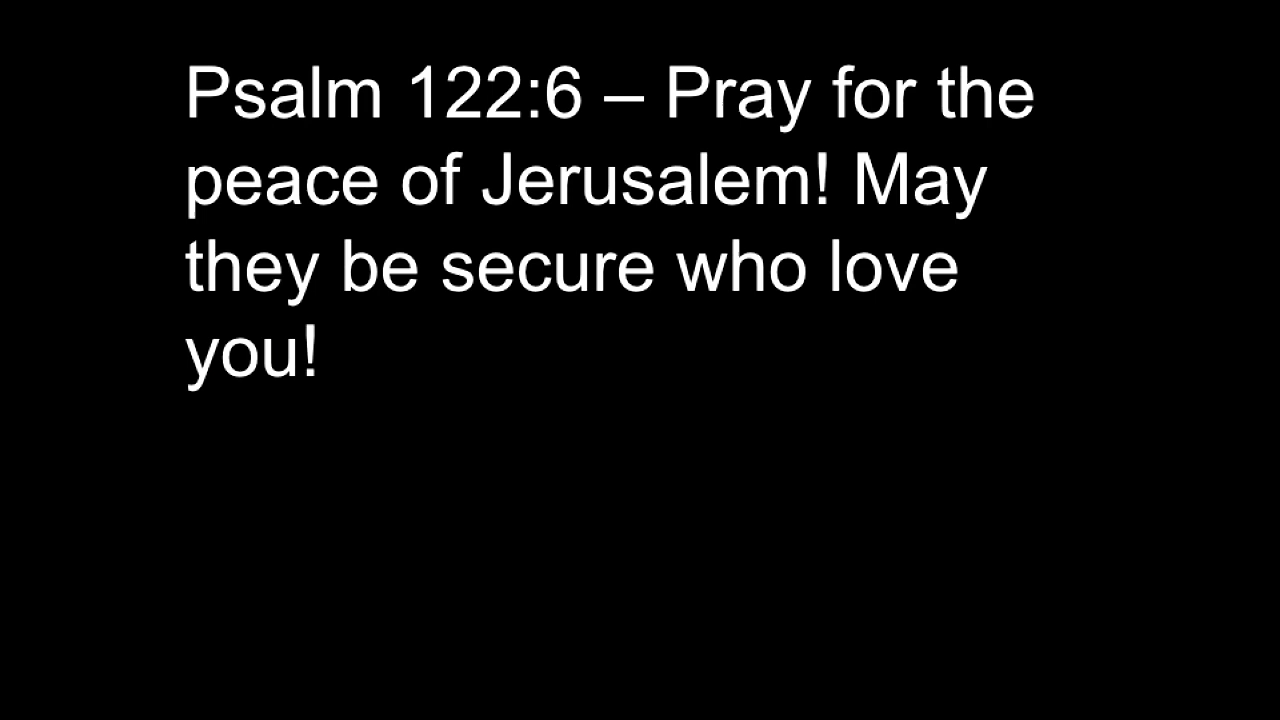 Psalm 122:6 – Pray for the
peace of Jerusalem! May
they be secure who love
you!